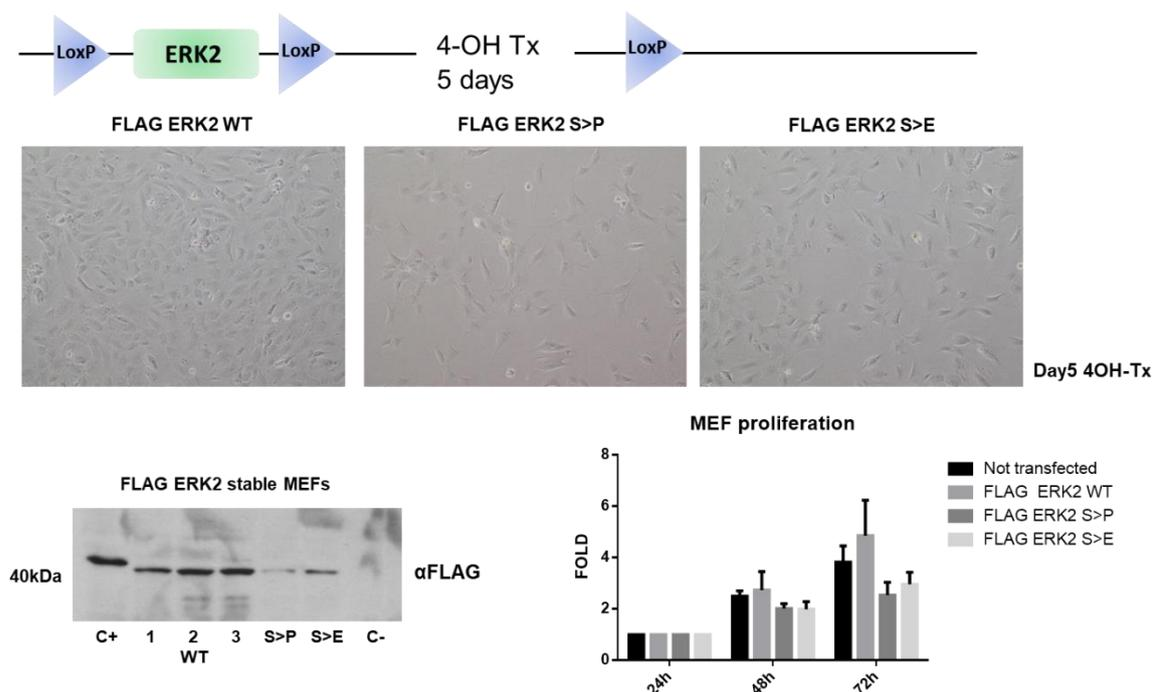 LoxP ERK2 LoxP 4-OH Tx LoxP
5 days
FLAG ERK2 WT FLAG ERK2 S>P FLAG ERK2 S>E
Day5 4OH-Tx
MEF proliferation
FLAG ERK2 stable MEFs
40kDa
αFLAG
C+ 1 2 3 S>P S>E C-
WT
FOLD
8
6
4
2
0
24h 48h 72h
Not transfected
FLAG ERK2 WT
FLAG ERK2 S>P
FLAG ERK2 S>E